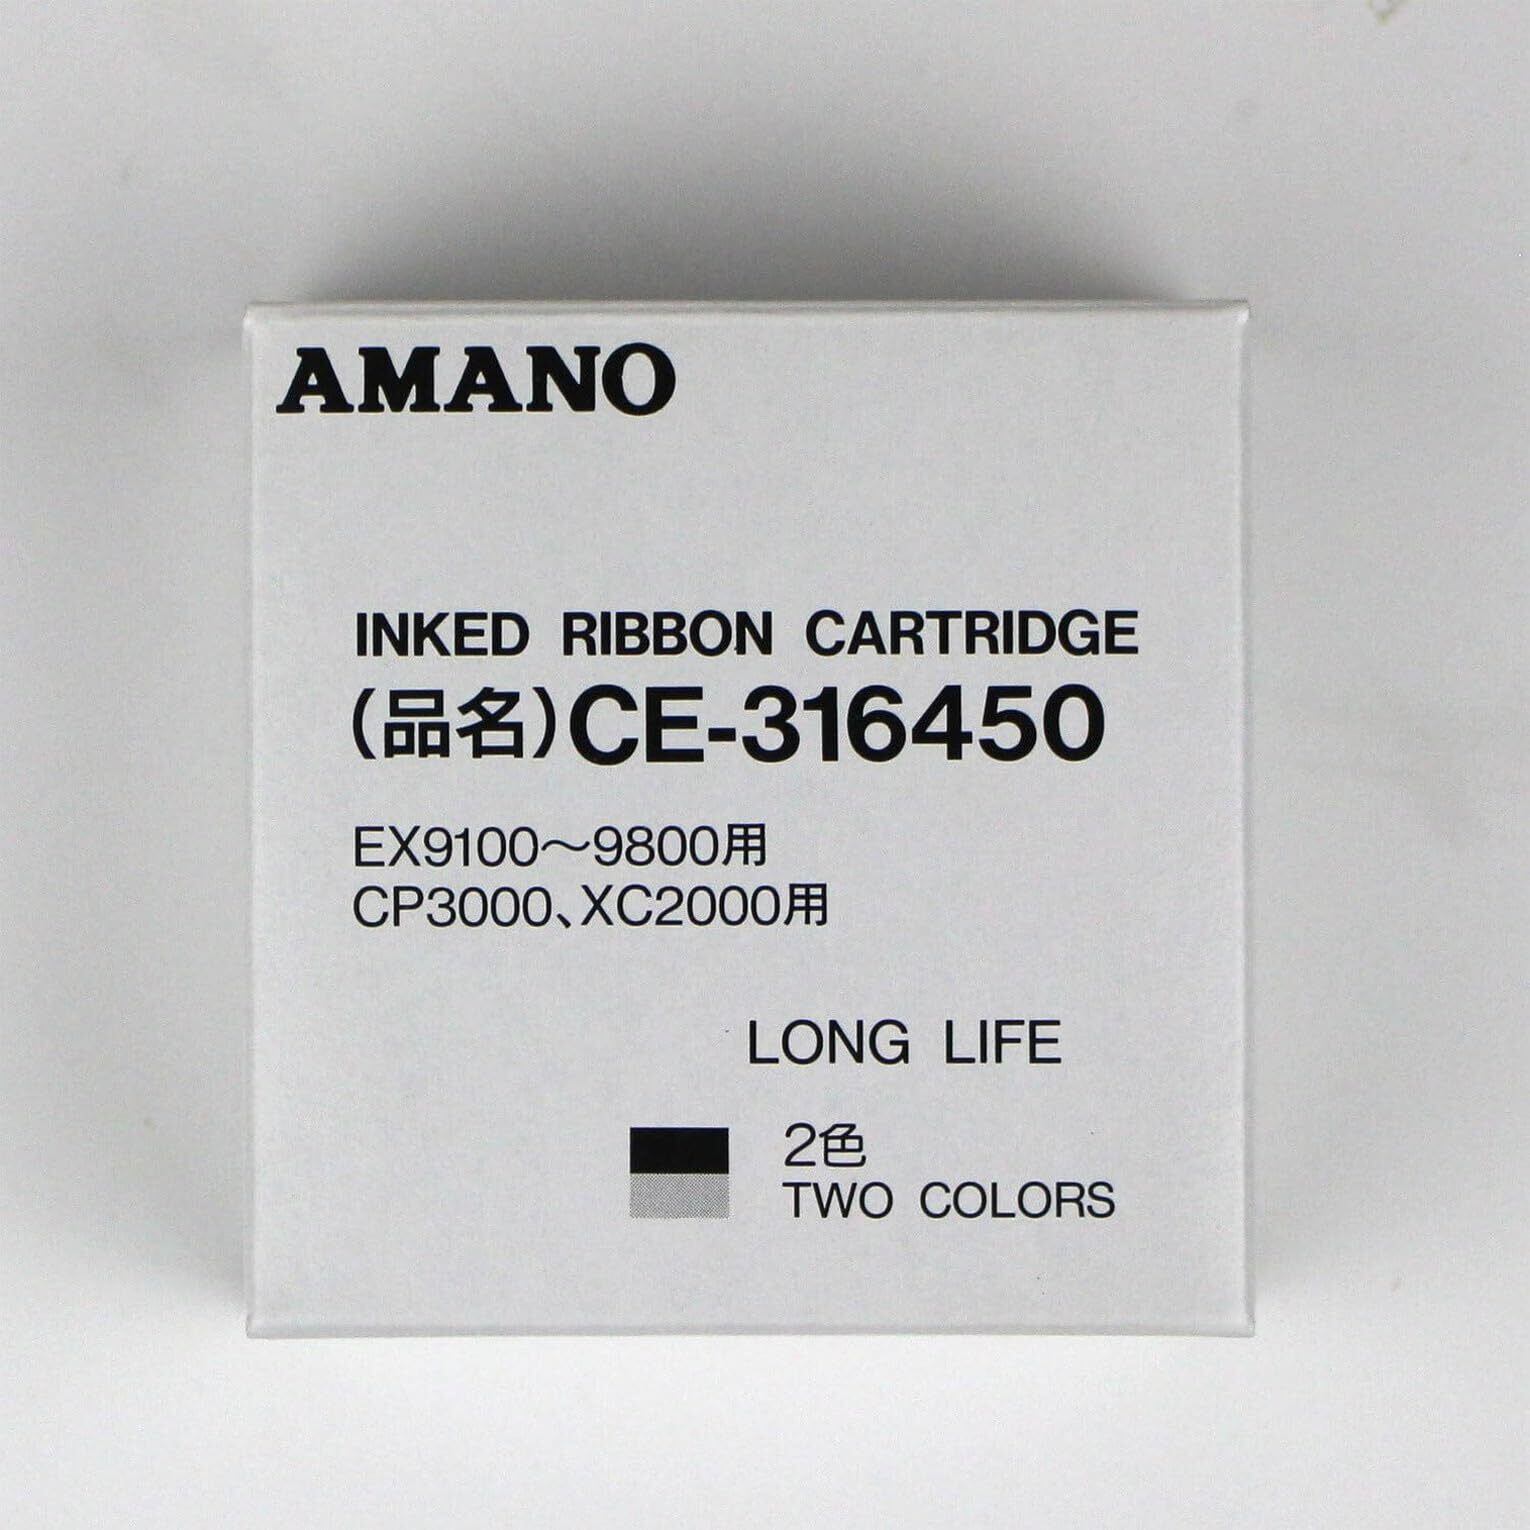 AMANO
INKED RIBBON CARTRIDGE
(品名)CE-316450
EX9100～9800用
CP3000、XC2000用
LONG LIFE
2色
TWO COLORS